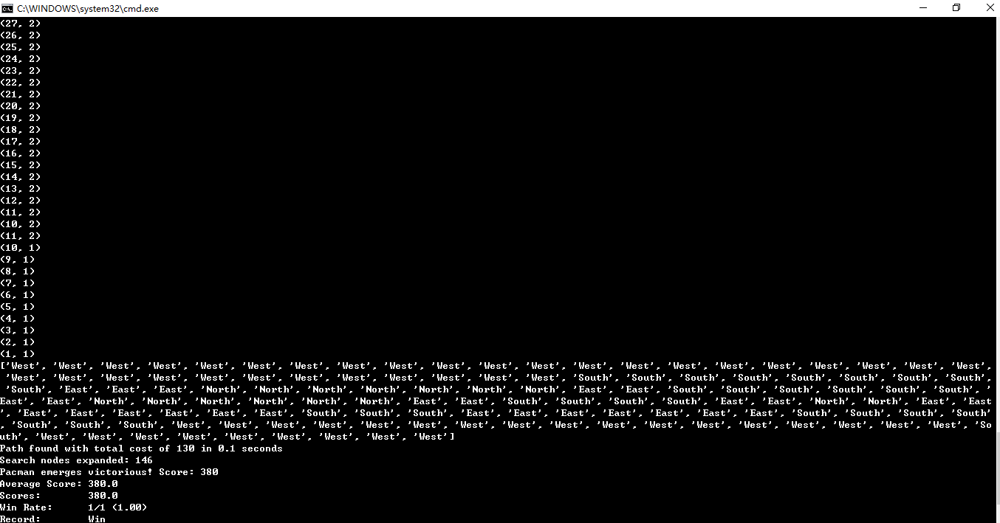 C:\WINDOWS\system32\cmd.exe
(27, 2)
(26, 2)
(25, 2)
(24, 2)
(23, 2)
(22, 2)
(21, 2)
(20, 2)
(19, 2)
(18, 2)
(17, 2)
(16, 2)
(15, 2)
(14, 2)
(13, 2)
(12, 2)
(11, 2)
(10, 2)
(11, 2)
(10, 1)
(9, 1)
(8, 1)
(7, 1)
(6, 1)
(5, 1)
(4, 1)
(3, 1)
(2, 1)
(1, 1)
['West', 'West', 'West', 'West', 'West', 'West', 'West', 'West', 'West', 'West', 'West', 'West', 'West', 'West', 'West', 'West', 'West', 'West', 'West', 'West', 'West',
'West', 'West', 'West', 'West', 'West', 'West', 'West', 'West', 'West', 'West', 'West', 'West', 'South', 'South', 'South', 'South', 'South', 'South', 'South', 'South',
'South', 'East', 'East', 'East', 'North', 'North', 'North', 'North', 'North', 'North', 'North', 'East', 'East', 'South', 'South', 'South', 'South', 'South', 'South', '
East', 'East', 'North', 'North', 'North', 'North', 'North', 'North', 'East', 'East', 'South', 'South', 'South', 'South', 'East', 'East', 'North', 'North', 'East', 'East
', 'East', 'East', 'East', 'East', 'East', 'East', 'South', 'South', 'South', 'East', 'East', 'East', 'East', 'East', 'East', 'East', 'South', 'South', 'South', 'South'
, 'South', 'South', 'South', 'West', 'West', 'West', 'West', 'West', 'West', 'West', 'West', 'West', 'West', 'West', 'West', 'West', 'West', 'West', 'West', 'West', 'So
uth', 'West', 'West', 'West', 'West', 'West', 'West', 'West', 'West', 'West']
Path found with total cost of 130 in 0.1 seconds
Search nodes expanded: 146
Pacman emerges victorious! Score: 380
Average Score: 380.0
Scores:        380.0
Win Rate:      1/1 (1.00)
Record:        Win